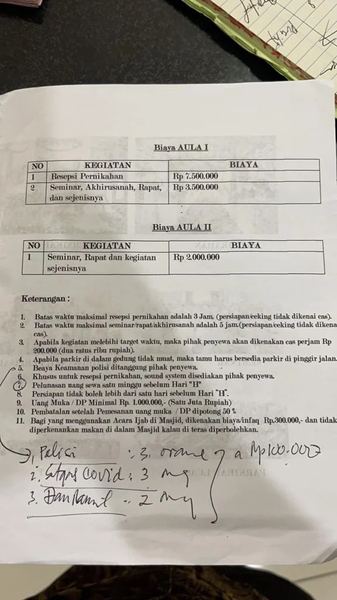 Biaya AULA I
NO KEGIATAN BIAYA
1 Resepsi Pernikahan Rp 7.500.000
2 Seminar, Akhirusanah, Rapat, Rp 3.500.000
dan sejenisnya
Biaya AULA II
NO KEGIATAN BIAYA
1 Seminar, Rapat dan kegiatan Rp 2.000.000
sejenisnya
Keterangan :
1. Batas waktu maksimal resepsi pernikahan adalah 3 Jam, (persiapan/ceking tidak dikenai cas).
2. Batas waktu maksimal seminar/rapat/akhirusanah adalah 5 jam (persiapan/ceking tidak dikena
cas).
3. Apabila kegiatan melebihi target waktu, maka pihak penyewa akan dikenakan cas perjam Rp
200.000 (dua ratus ribu rupiah).
4. Apabila parkir di dalam gedung tidak muat, maka tamu harus bersedia parkir di pinggir jalan.
5. Beaya Keamanan polisi ditanggung pihak penyewa.
6. Khusus untuk resepsi pernikahan, sound system disediakan pihak penyewa.
7. Pelunasan uang sewa satu minggu sebelum Hari "H"
8. Persiapan tidak boleh lebih dari satu hari sebelum Hari "H".
9. Uang Muka / DP Minimal Rp. 1.000.000,- (Satu Juta Rupiah)
10. Pembatalan setelah Pemesanan uang muka / DP dipotong 50 %
11. Bagi yang menggunakan Acara Ijab di Masjid, dikenakan biaya/infaq Rp.300.000,- dan tidak
diperkenankan makan di dalam Masjid kalau di teras diperbolehkan.
1. Polisi : 3 orang a Rp100.000
2. Satgas Covid : 3
3. : 2